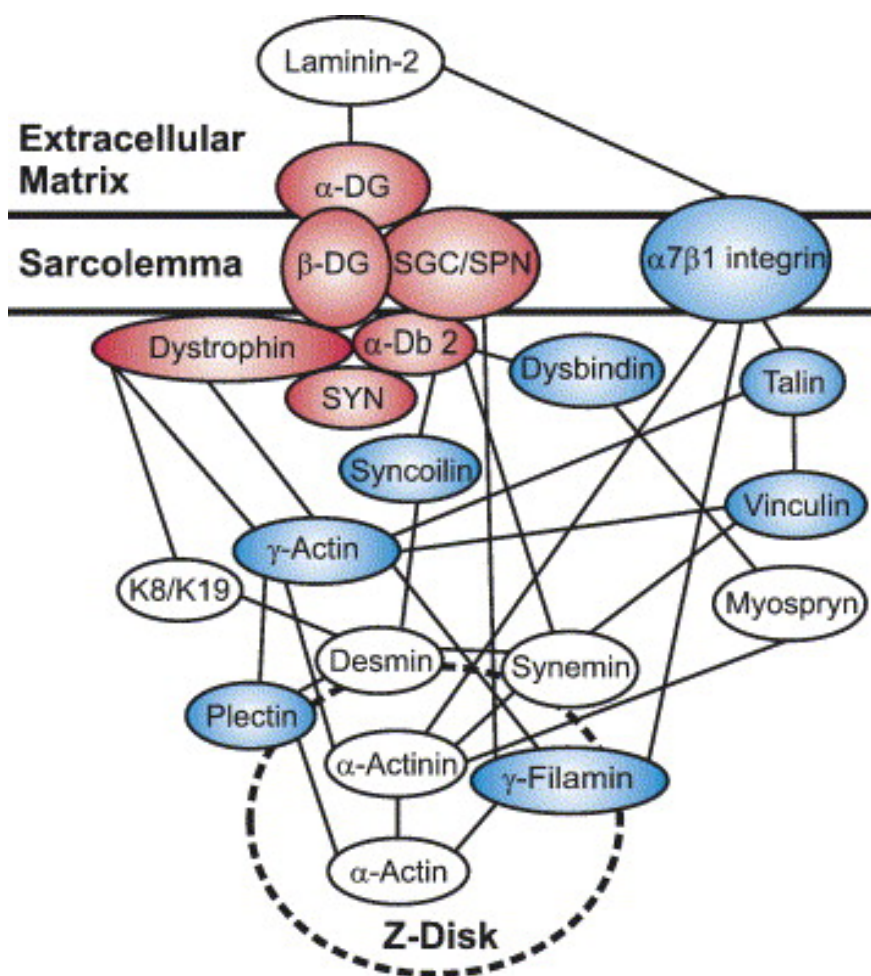 Laminin-2
Extracellular
Matrix
α-DG
Sarcolemma
β-DG
SGC/SPN
α7β1 integrin
Dystrophin
α-Db 2
Dysbindin
Talin
SYN
Syncoilin
Vinculin
γ-Actin
K8/K19
Myospryn
Desmin
Synemin
Plectin
α-Actinin
γ-Filamin
α-Actin
Z-Disk